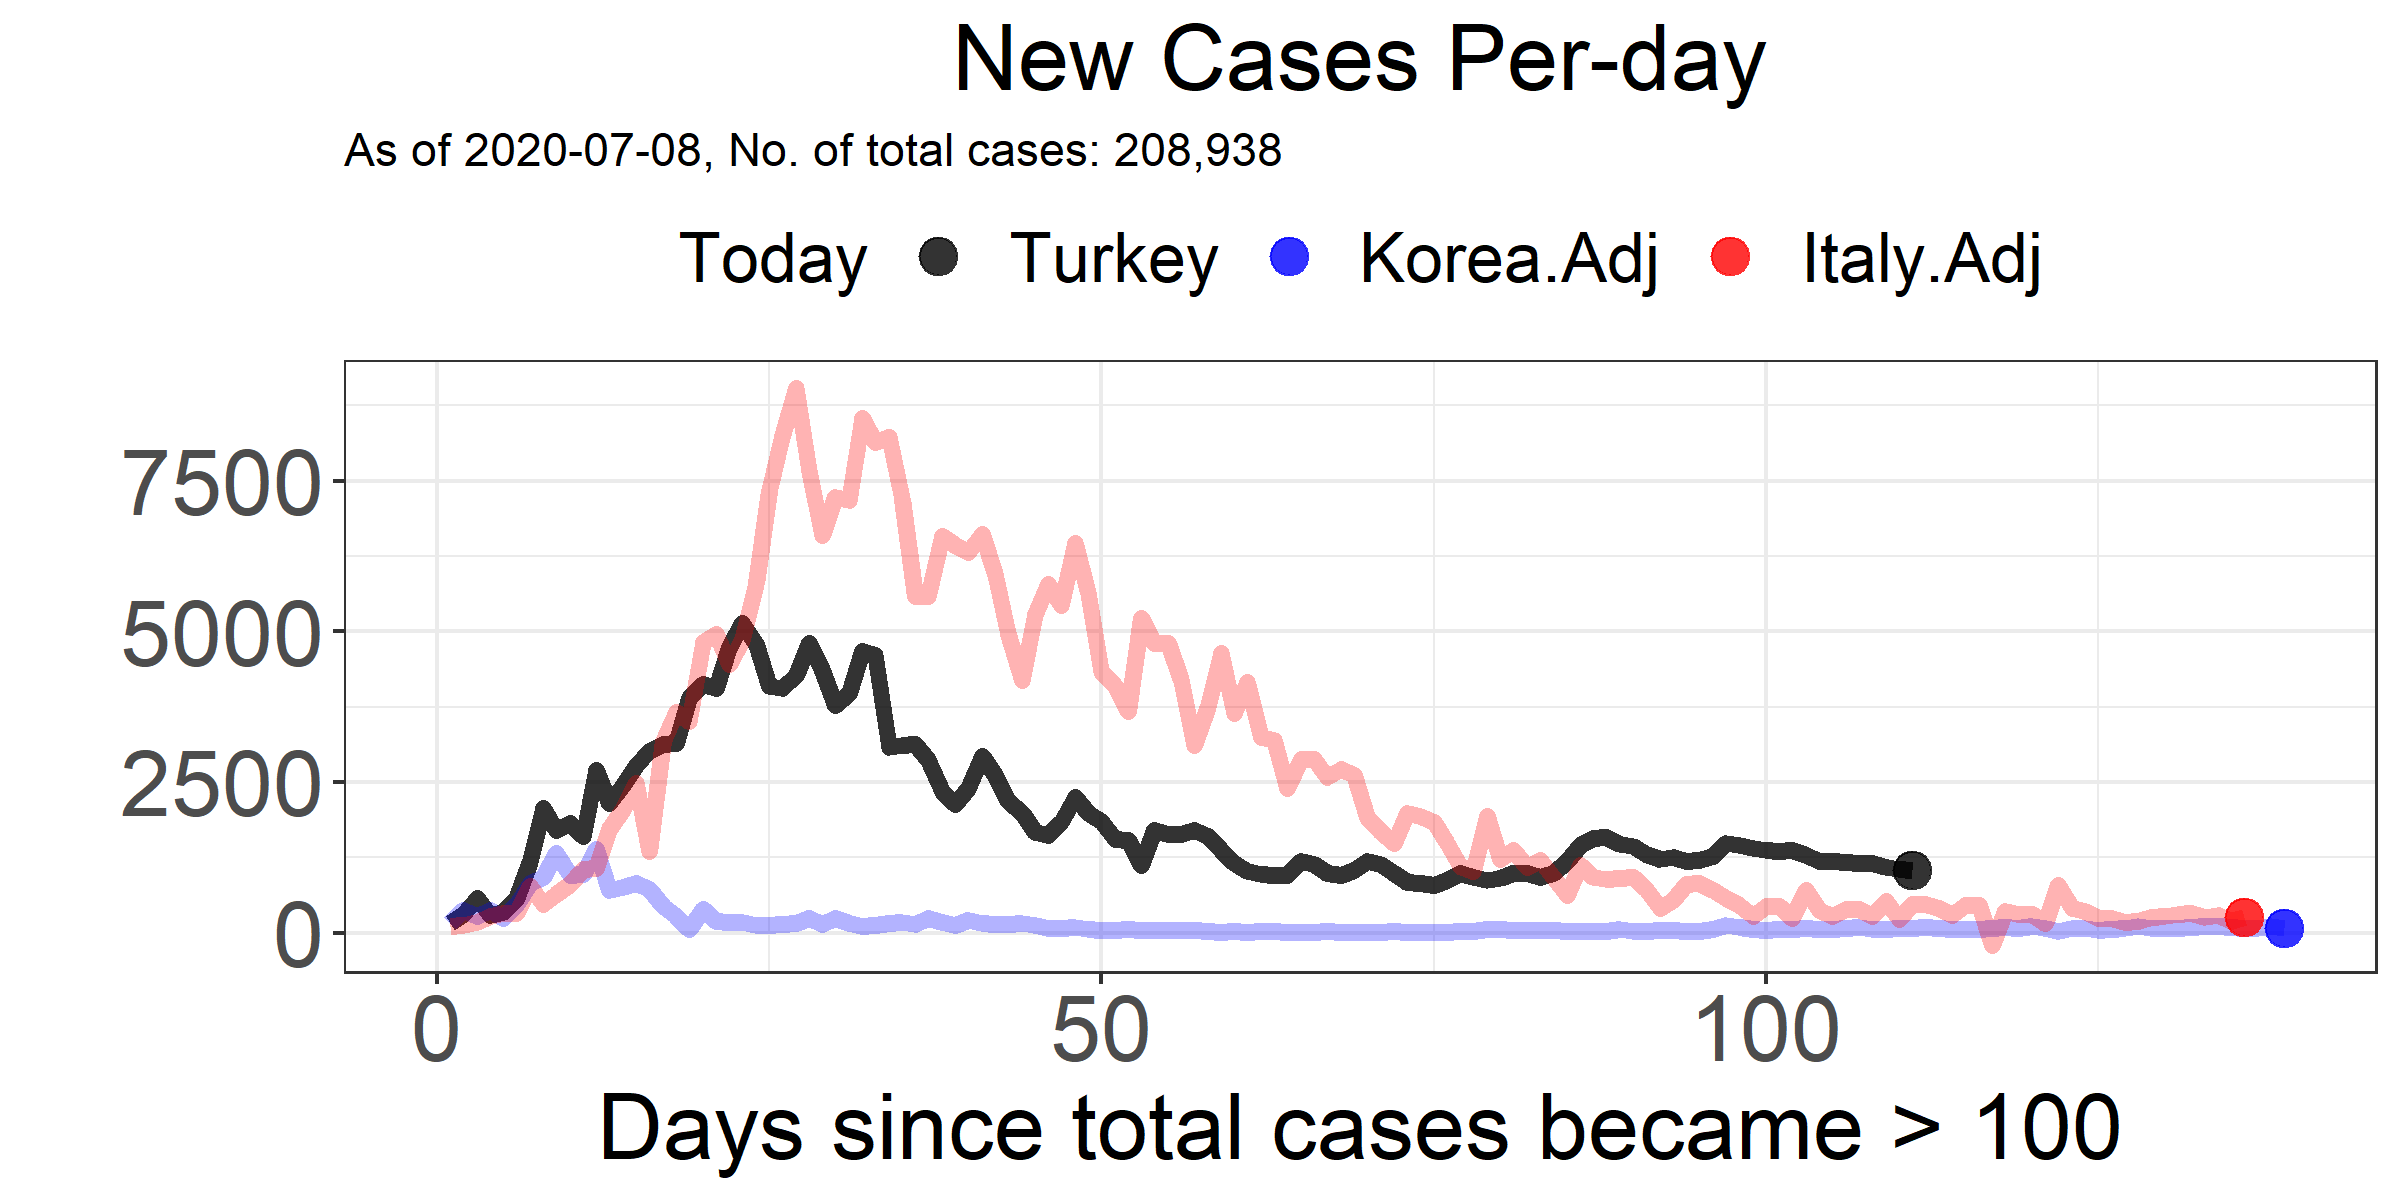 New Cases Per-day
As of 2020-07-08, No. of total cases: 208,938
Today Turkey Korea.Adj Italy.Adj
7500
5000
2500
0
0 50 100
Days since total cases became > 100